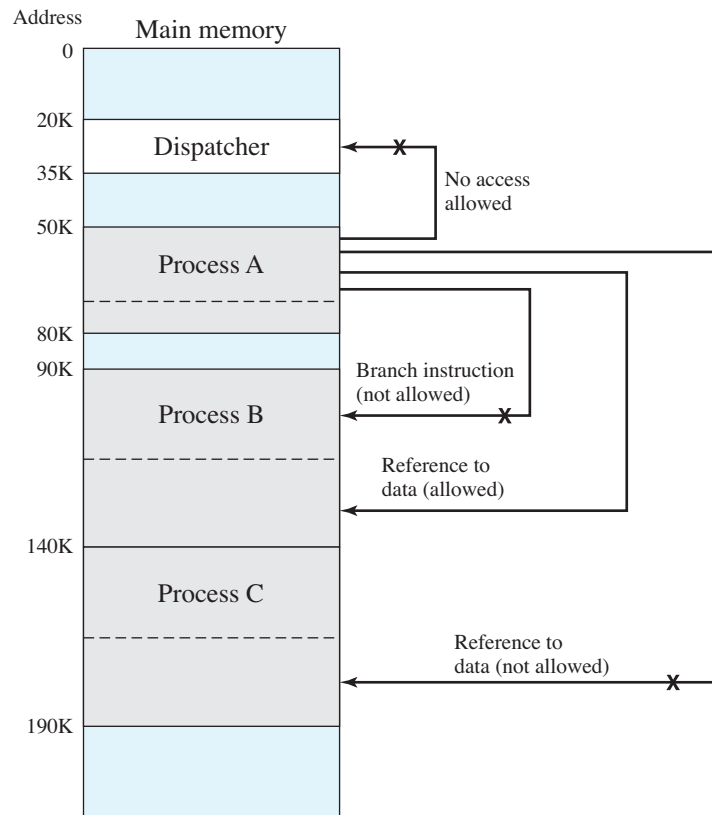 Address
Main memory
0
20K
Dispatcher
35K
No access
allowed
50K
Process A
80K
90K
Branch instruction
(not allowed)
Process B
Reference to
data (allowed)
140K
Process C
Reference to
data (not allowed)
190K